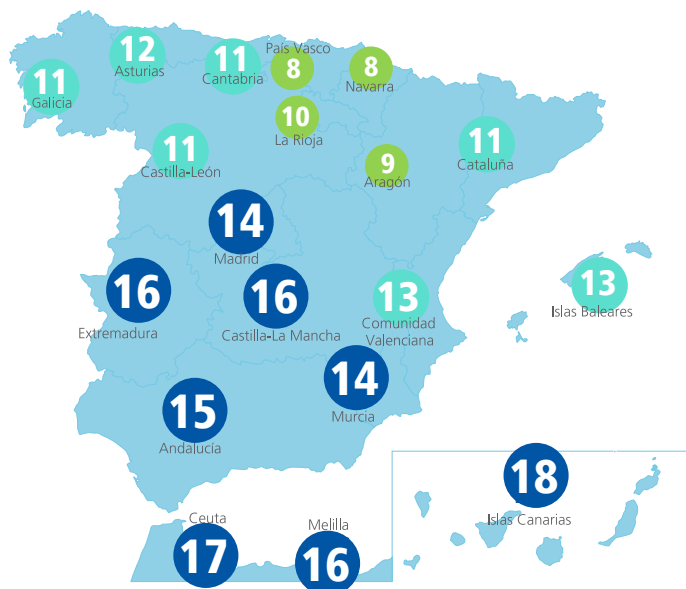 11
Galicia
12
Asturias
11
Cantabria
País Vasco
8
8
Navarra
10
La Rioja
11
Castilla-León
9
Aragón
11
Cataluña
14
Madrid
16
Extremadura
16
Castilla-La Mancha
13
Comunidad
Valenciana
13
Islas Baleares
14
Murcia
15
Andalucía
18
Islas Canarias
Ceuta
17
Melilla
16